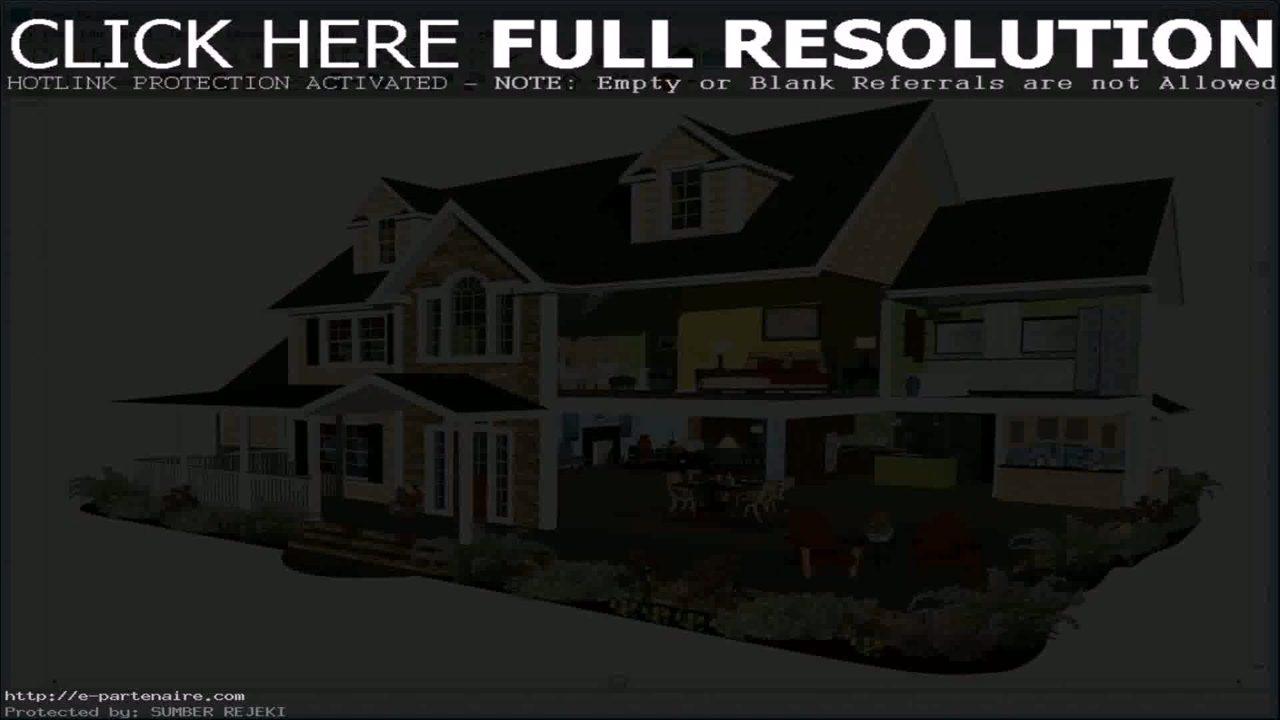 CLICK HERE FULL RESOLUTION
HOTLINK PROTECTION ACTIVATED - NOTE: Empty or Blank Referrals are not Allowed
http://e-partenaire.com
Protected by: SUMBER REJEKI